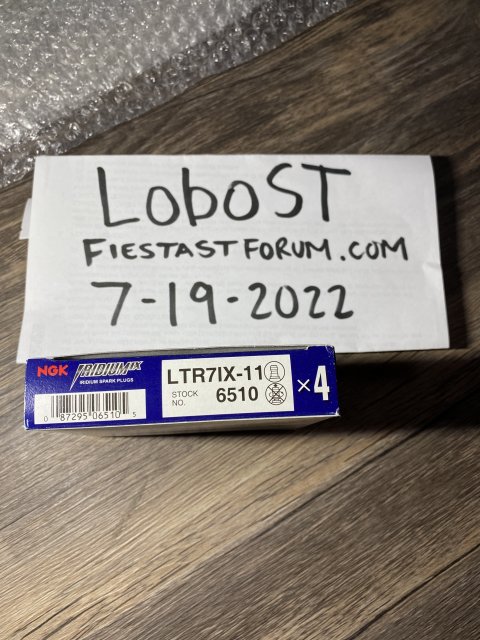 LoboST
FIESTASTFORUM.COM
7-19-2022
NGK IRIDIUM IX
IRIDIUM SPARK PLUGS
LTR7IX-11
STOCK NO. 6510
×4
0 87295 06510 5